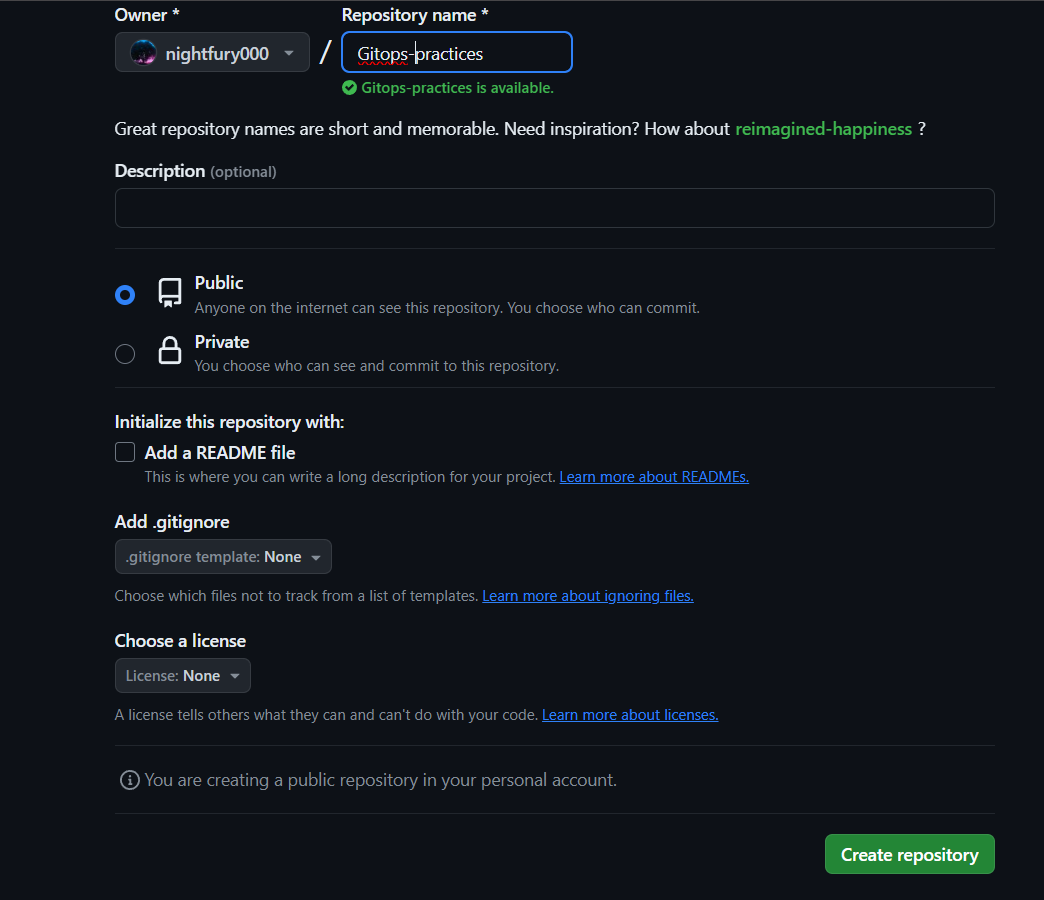 Owner * Repository name *
nightfury000 / Gitops-practices
Gitops-practices is available.
Great repository names are short and memorable. Need inspiration? How about reimagined-happiness ?
Description (optional)
Public
Anyone on the internet can see this repository. You choose who can commit.
Private
You choose who can see and commit to this repository.
Initialize this repository with:
Add a README file
This is where you can write a long description for your project. Learn more about READMEs.
Add .gitignore
.gitignore template: None
Choose which files not to track from a list of templates. Learn more about ignoring files.
Choose a license
License: None
A license tells others what they can and can't do with your code. Learn more about licenses.
You are creating a public repository in your personal account.
Create repository